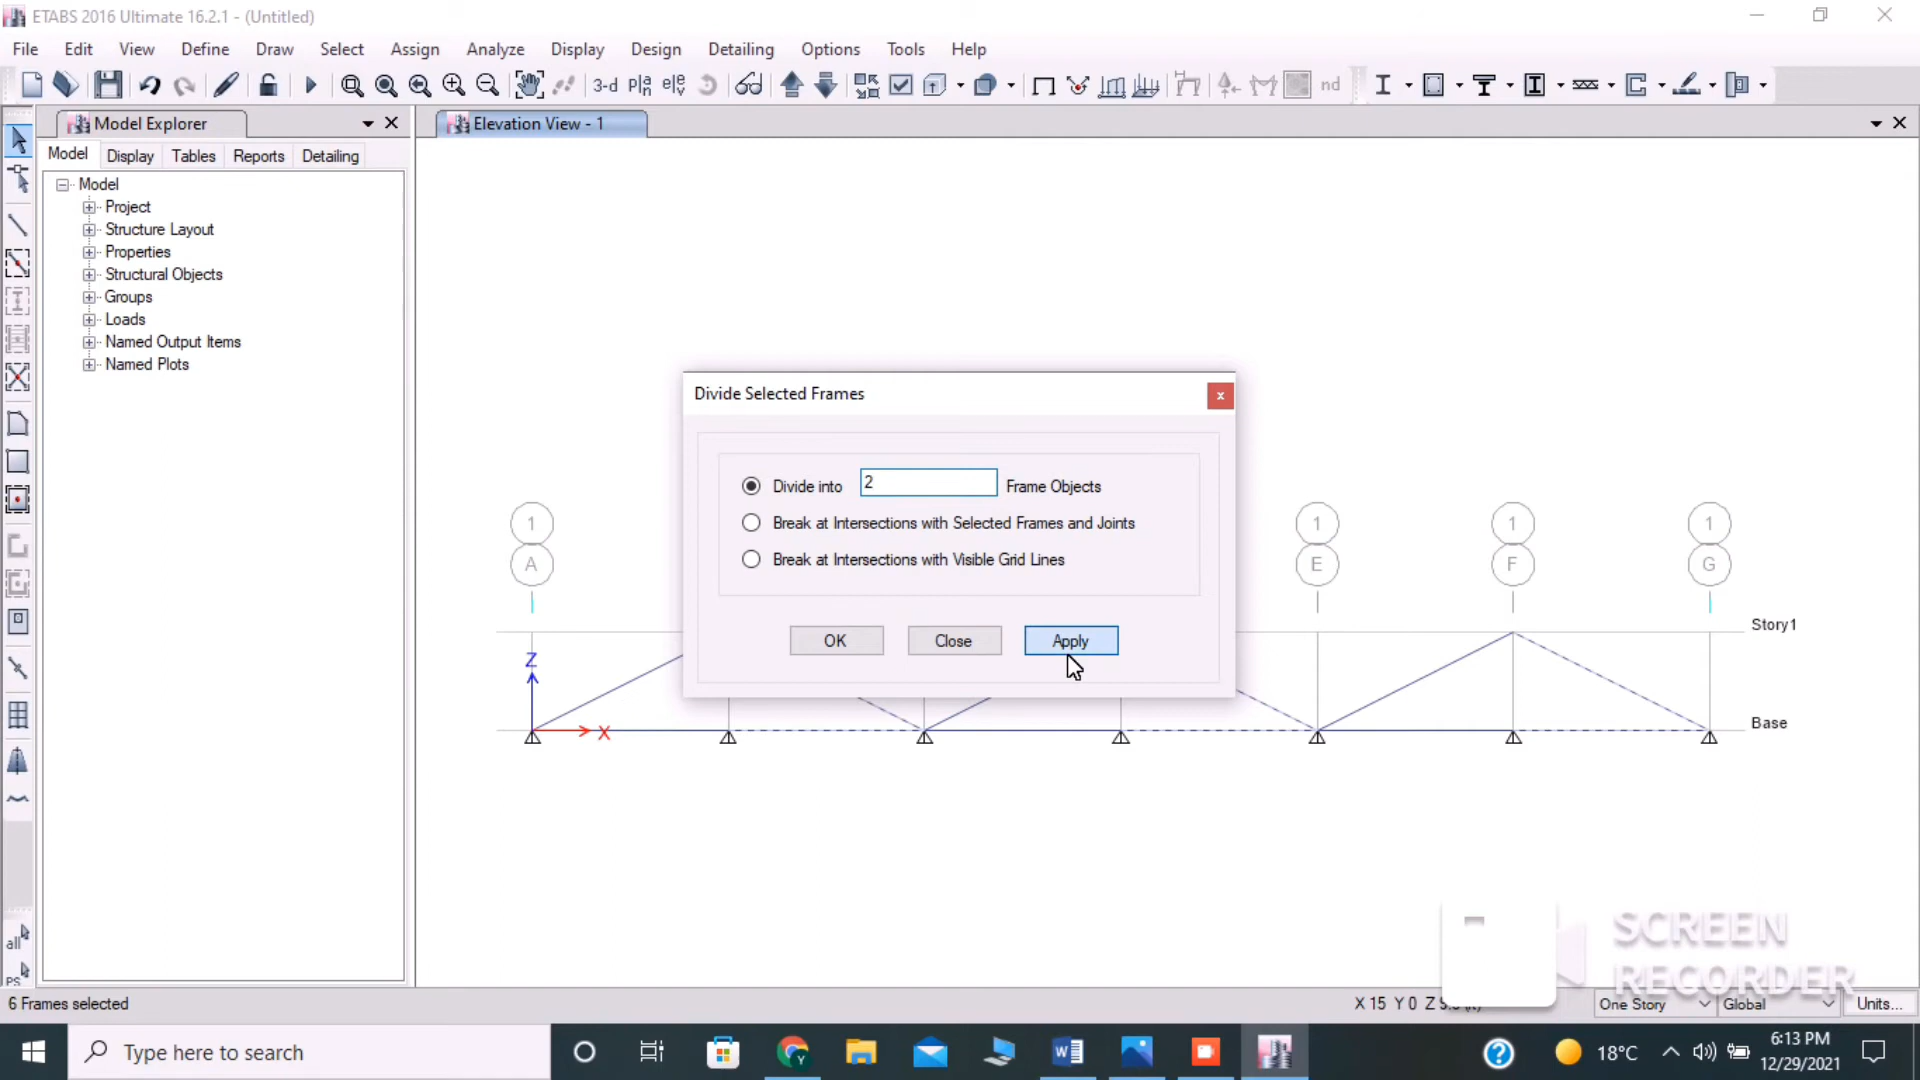 ETABS 2016 Ultimate 16.2.1 - (Untitled)
File Edit View Define Draw Select Assign Analyze Display Design Detailing Options Tools Help
3-d nd
Model Explorer
Elevation View - 1
Model Display Tables Reports Detailing
Model
Project
Structure Layout
Properties
Structural Objects
Groups
Loads
Named Output Items
Named Plots
Divide Selected Frames
x
Divide into 2 Frame Objects
Break at Intersections with Selected Frames and Joints
Break at Intersections with Visible Grid Lines
OK Close Apply
1 1 1 1
A E F G
Story1
Z
X
Base
all
PS
SCREEN
RECORDER
6 Frames selected
X 15 Y 0
One Story Global Units...
Type here to search
18°C
6:13 PM
12/29/2021